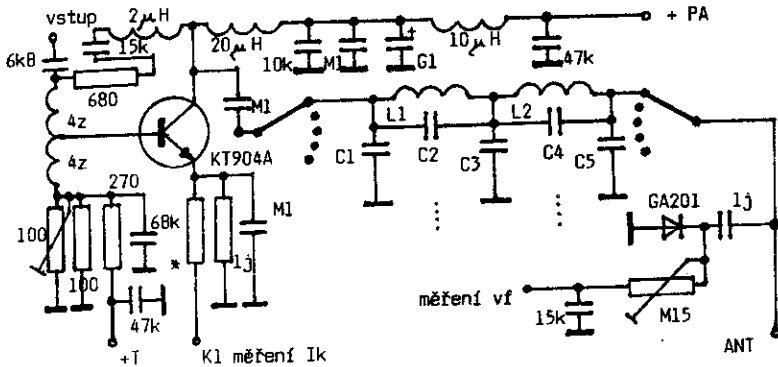 vstup
2μH
+ PA
15k
20μH
10μH
6k8
10k
M1
G1
47k
680
M1
4z
L1
L2
4z
KT904A
C1
C2
C3
C4
C5
270
GA201
1j
100
68k
M1
100
*
1j
měření vf
47k
15k
M15
+T
K1 měření Ik
ANT